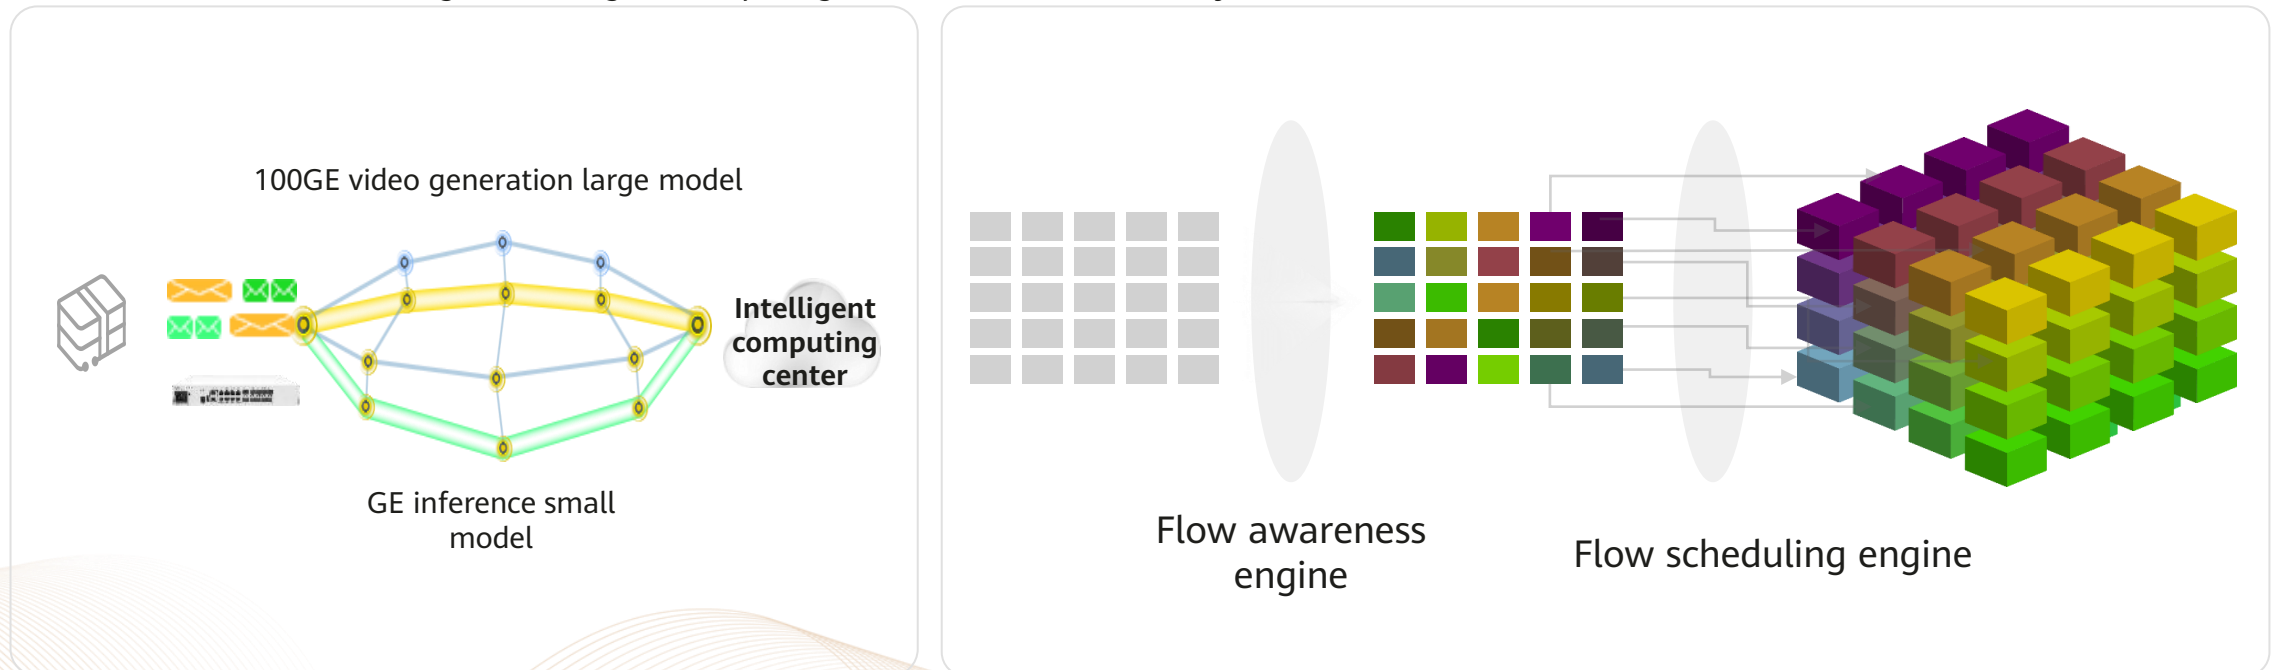 100GE video generation large model
Intelligent
computing
center
GE inference small
model
Flow awareness
engine
Flow scheduling engine